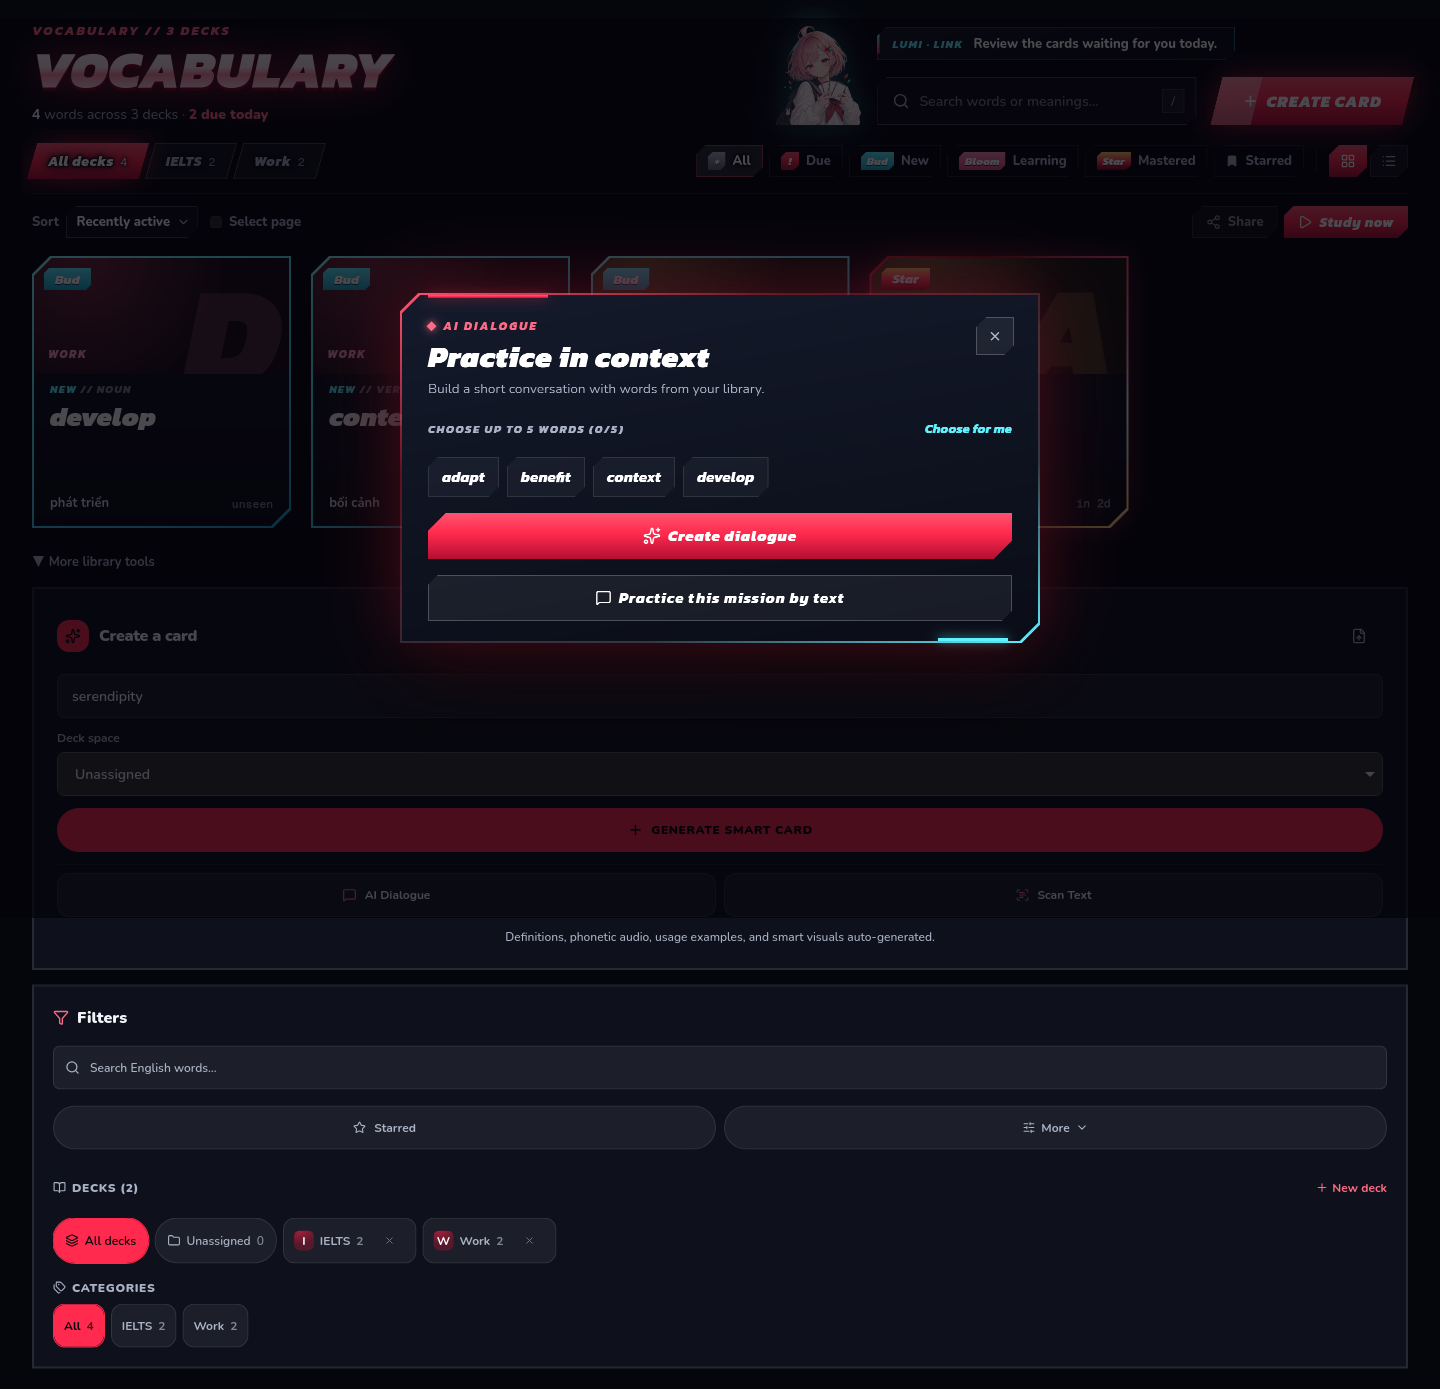 VOCABULARY // 3 DECKS
VOCABULARY
4 words across 3 decks · 2 due today
LUMI · LINK Review the cards waiting for you today.
Search words or meanings... /
+ CREATE CARD
All decks 4 IELTS 2 Work 2
All ! Due Bud New Bloom Learning Star Mastered Starred
Sort Recently active Select page
Share Study now
Bud Bud Bud Star
D A
WORK WORK
NEW // NOUN NEW // VER
develop conte
phát triển unseen bối cảnh in 2d
AI DIALOGUE
Practice in context
Build a short conversation with words from your library.
CHOOSE UP TO 5 WORDS (0/5) Choose for me
adapt benefit context develop
Create dialogue
Practice this mission by text
▼ More library tools
Create a card
serendipity
Deck space
Unassigned
+ GENERATE SMART CARD
AI Dialogue Scan Text
Definitions, phonetic audio, usage examples, and smart visuals auto-generated.
Filters
Search English words...
Starred More
DECKS (2) + New deck
All decks Unassigned 0 I IELTS 2 × W Work 2 ×
CATEGORIES
All 4 IELTS 2 Work 2